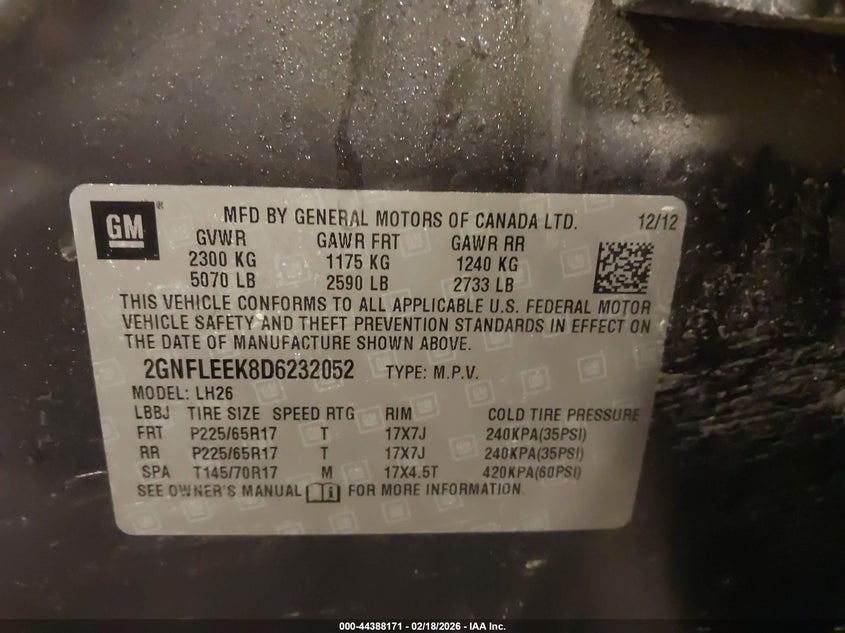 GM
MFD BY GENERAL MOTORS OF CANADA LTD. 12/12
GVWR GAWR FRT GAWR RR
2300 KG 1175 KG 1240 KG
5070 LB 2590 LB 2733 LB
THIS VEHICLE CONFORMS TO ALL APPLICABLE U.S. FEDERAL MOTOR
VEHICLE SAFETY AND THEFT PREVENTION STANDARDS IN EFFECT ON
THE DATE OF MANUFACTURE SHOWN ABOVE.
2GNFLEEK8D6232052 TYPE: M.P.V.
MODEL: LH26
LBBJ TIRE SIZE SPEED RTG RIM COLD TIRE PRESSURE
FRT P225/65R17 T 17X7J 240KPA(35PSI)
RR P225/65R17 T 17X7J 240KPA(35PSI)
SPA T145/70R17 M 17X4.5T 420KPA(60PSI)
SEE OWNER'S MANUAL FOR MORE INFORMATION.
000-44388171 - 02/18/2026 - IAA Inc.